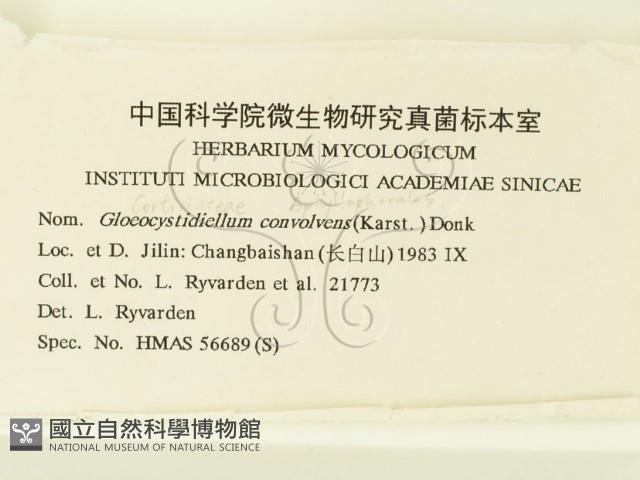 中国科学院微生物研究真菌标本室
HERBARIUM MYCOLOGICUM
INSTITUTI MICROBIOLOGICI ACADEMIAE SINICAE
Corticiaceae Aphyllophorales
Nom. Gloeocystidiellum convolvens (Karst.) Donk
Loc. et D. Jilin: Changbaishan (长白山) 1983 IX
Coll. et No. L. Ryvarden et al. 21773
Det. L. Ryvarden
Spec. No. HMAS 56689 (S)
國立自然科學博物館
NATIONAL MUSEUM OF NATURAL SCIENCE